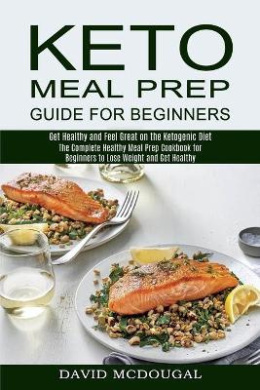 KETO
MEAL PREP
GUIDE FOR BEGINNERS
Get Healthy and Feel Great on the Ketogenic Diet
The Complete Healthy Meal Prep Cookbook for
Beginners to Lose Weight and Get Healthy
DAVID MCDOUGAL